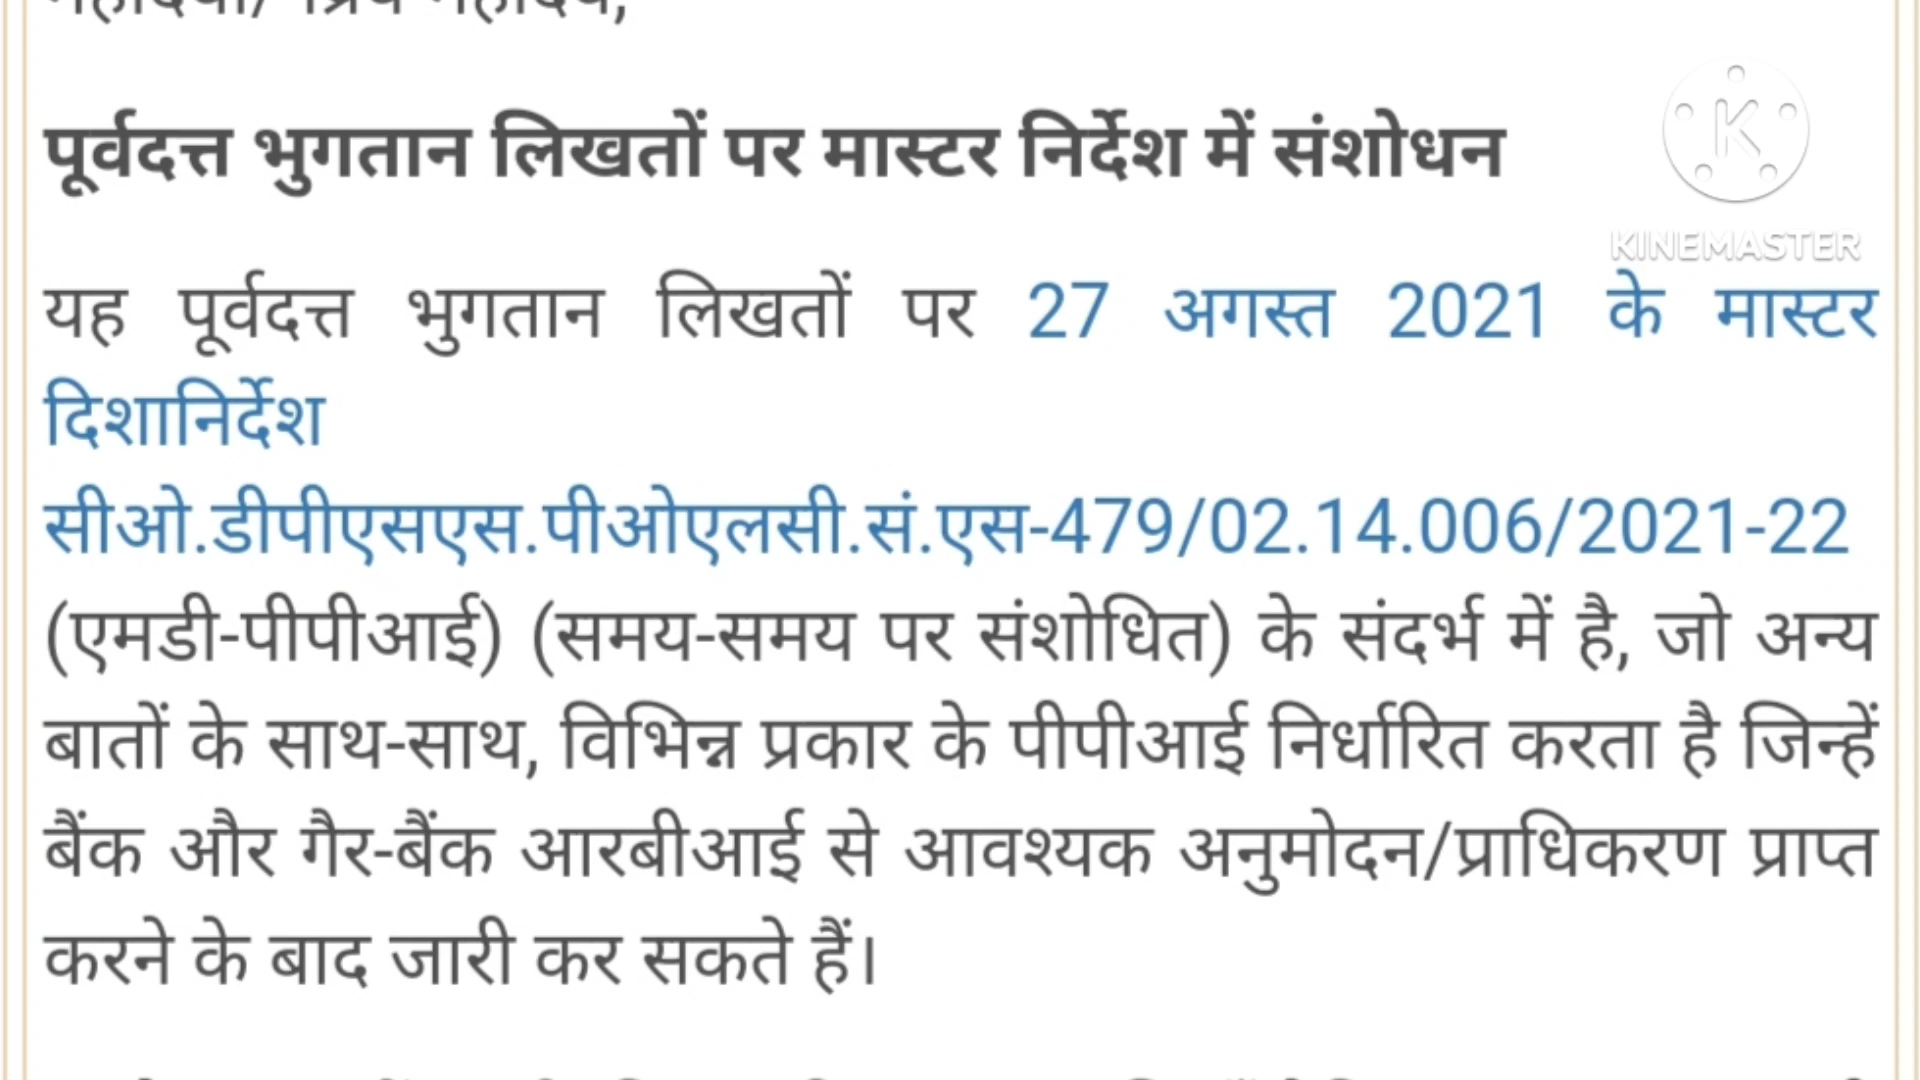 पूर्वदत्त भुगतान लिखतों पर मास्टर निर्देश में संशोधन
K
KINEMASTER
यह पूर्वदत्त भुगतान लिखतों पर 27 अगस्त 2021 के मास्टर
दिशानिर्देश
सीओ.डीपीएसएस.पीओएलसी.सं.एस-479/02.14.006/2021-22
(एमडी-पीपीआई) (समय-समय पर संशोधित) के संदर्भ में है, जो अन्य
बातों के साथ-साथ, विभिन्न प्रकार के पीपीआई निर्धारित करता है जिन्हें
बैंक और गैर-बैंक आरबीआई से आवश्यक अनुमोदन/प्राधिकरण प्राप्त
करने के बाद जारी कर सकते हैं।